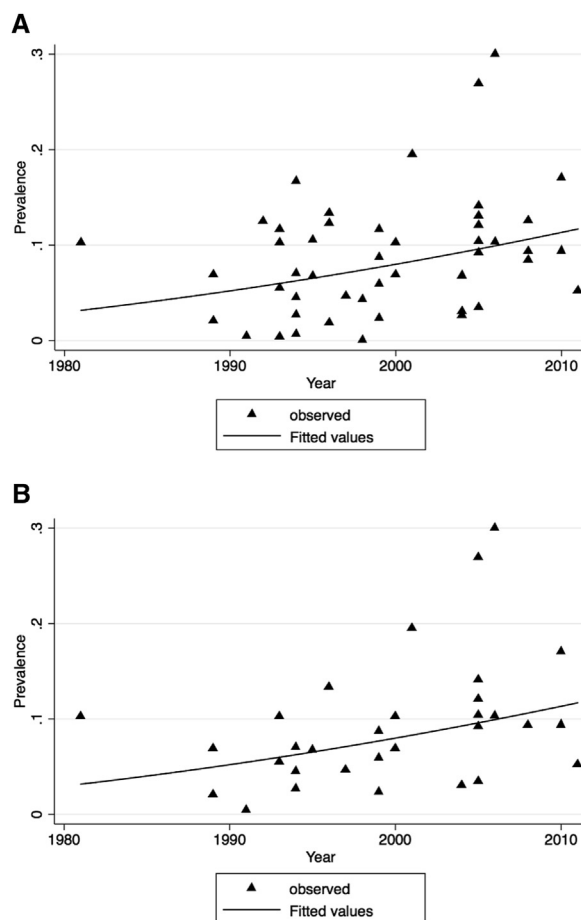 A
.3
.2
.1
0
Prevalence
1980 1990 2000 2010
Year
observed
Fitted values
B
.3
.2
.1
0
Prevalence
1980 1990 2000 2010
Year
observed
Fitted values